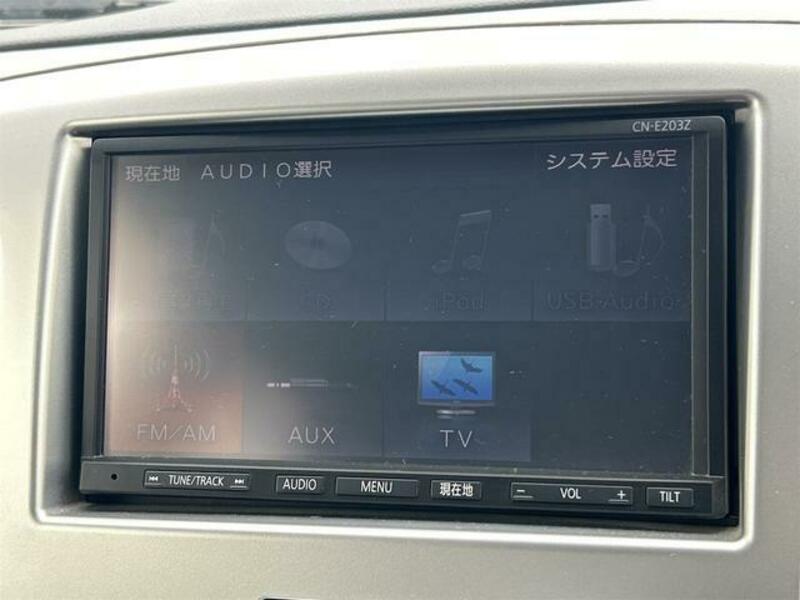 CN-E203Z
現在地 AUDIO選択 システム設定
CD iPod USB-Audio
FM/AM AUX TV
TUNE/TRACK AUDIO MENU 現在地 − VOL + TILT